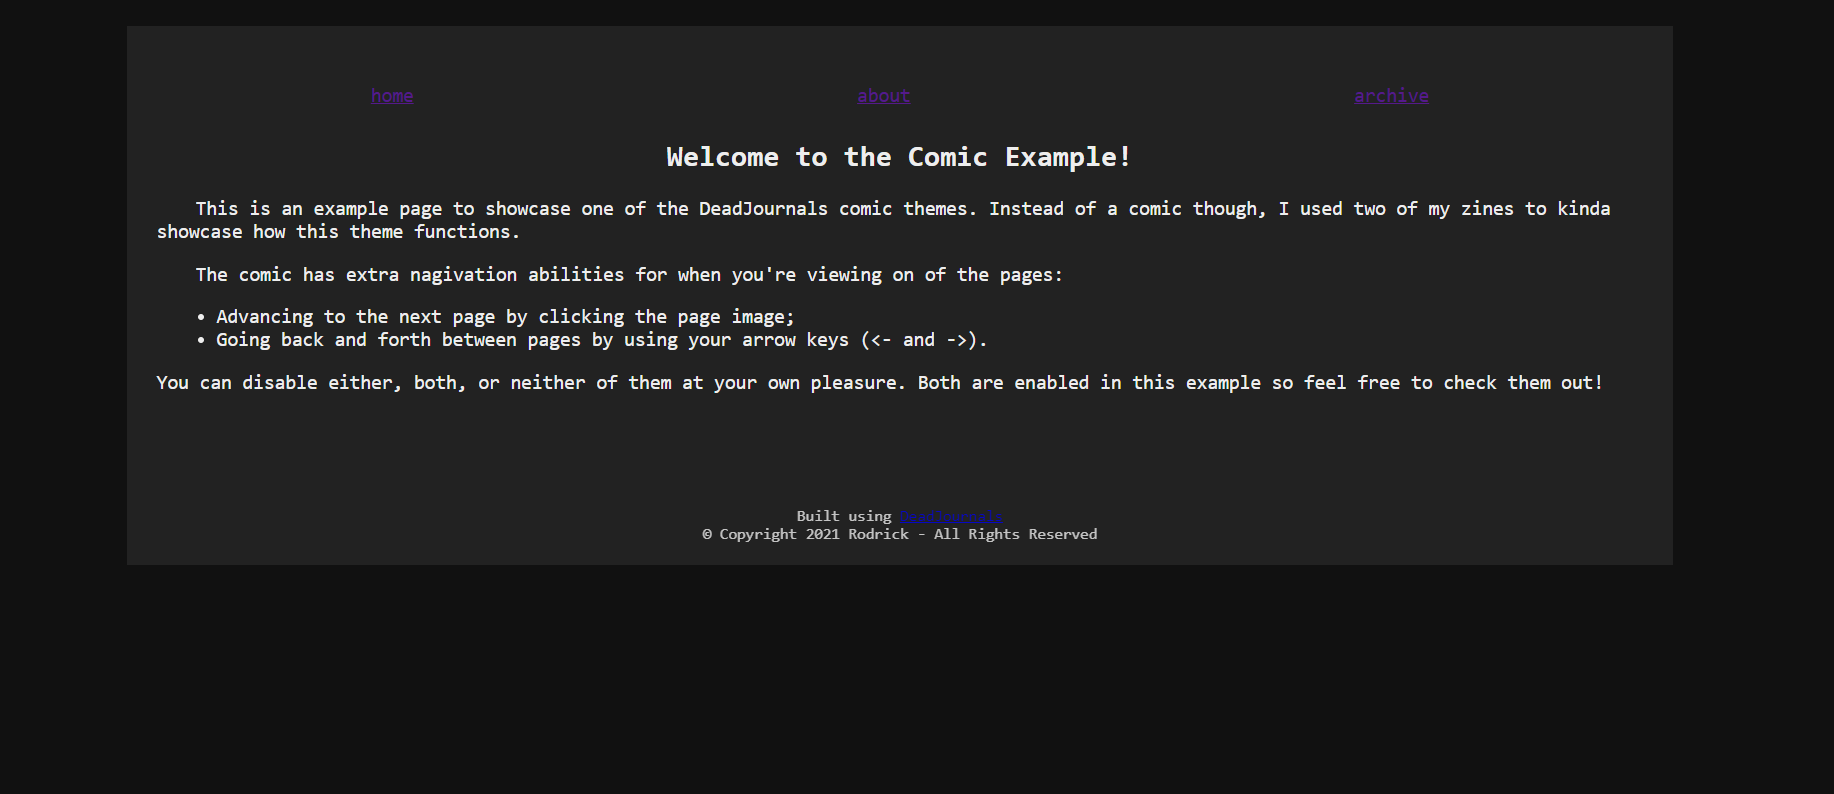 home about archive
Welcome to the Comic Example!
This is an example page to showcase one of the DeadJournals comic themes. Instead of a comic though, I used two of my zines to kinda
showcase how this theme functions.
The comic has extra nagivation abilities for when you're viewing on of the pages:
• Advancing to the next page by clicking the page image;
• Going back and forth between pages by using your arrow keys (<- and ->).
You can disable either, both, or neither of them at your own pleasure. Both are enabled in this example so feel free to check them out!
Built using DeadJournals
© Copyright 2021 Rodrick - All Rights Reserved